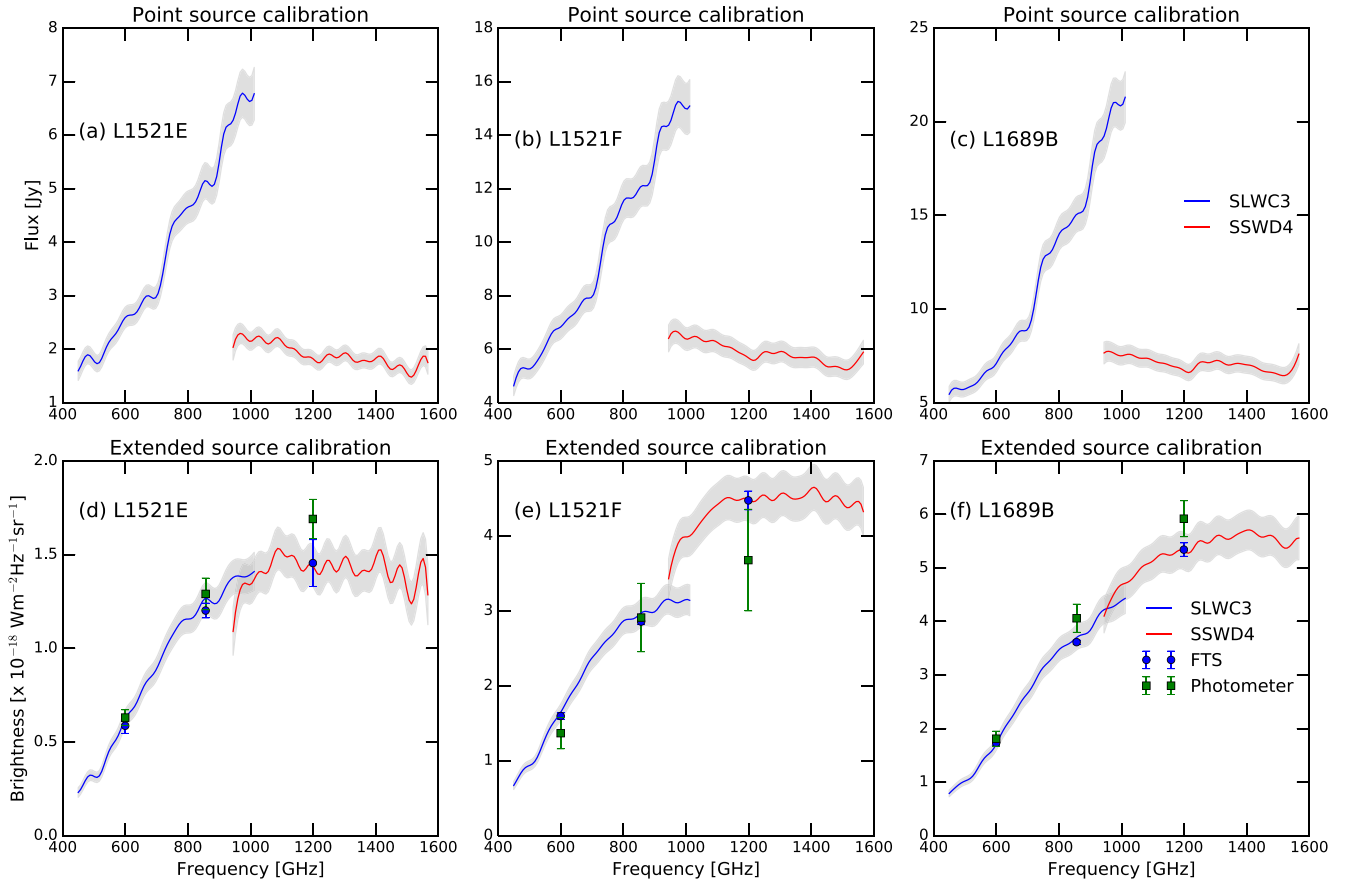 Point source calibration
Point source calibration
Point source calibration
8
7
6
5
4
3
2
1
Flux [Jy]
(a) L1521E
400 600 800 1000 1200 1400 1600
16
14
12
10
8
6
4
(b) L1521F
400 600 800 1000 1200 1400 1600
25
20
15
10
5
(c) L1689B
SLWC3
SSWD4
400 600 800 1000 1200 1400 1600
Extended source calibration
Extended source calibration
Extended source calibration
2.0
1.5
1.0
0.5
0.0
Brightness [x 10⁻¹⁸ Wm⁻²Hz⁻¹sr⁻¹]
(d) L1521E
400 600 800 1000 1200 1400 1600
Frequency [GHz]
5
4
3
2
1
0
(e) L1521F
400 600 800 1000 1200 1400 1600
Frequency [GHz]
8
7
6
5
4
3
2
1
0
(f) L1689B
SLWC3
SSWD4
FTS
Photometer
400 600 800 1000 1200 1400 1600
Frequency [GHz]